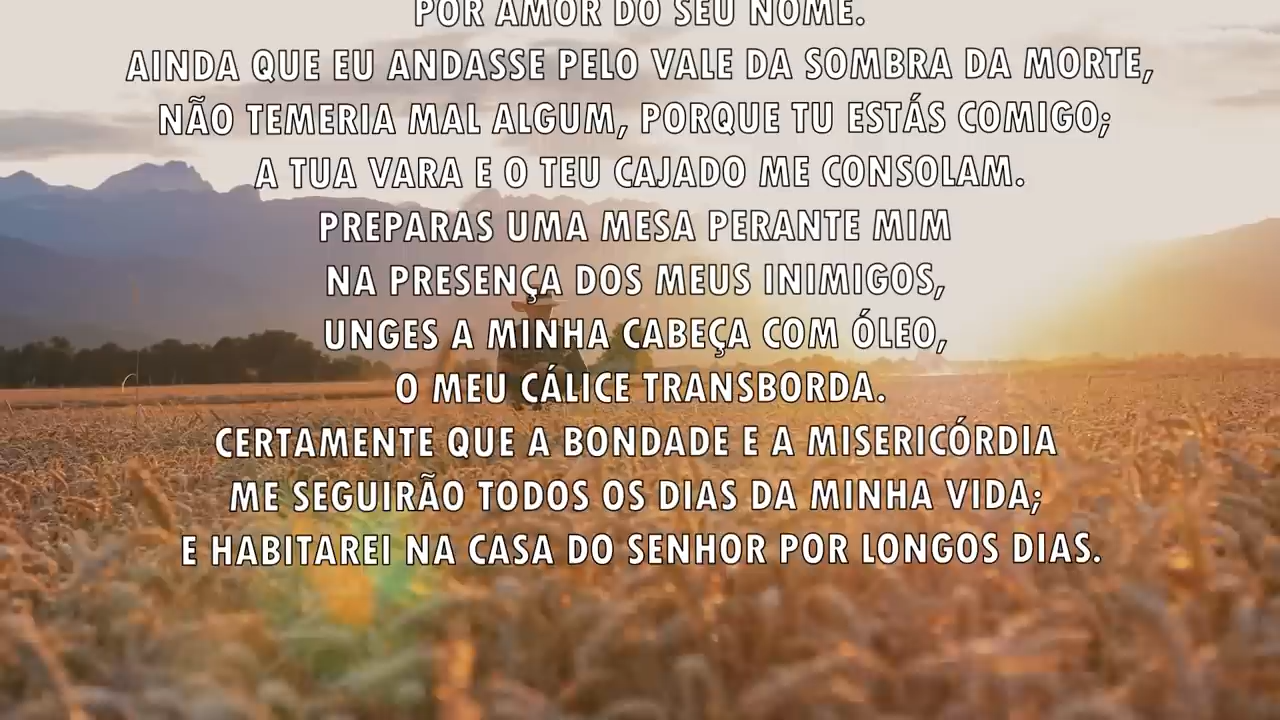 POR AMOR DO SEU NOME.
AINDA QUE EU ANDASSE PELO VALE DA SOMBRA DA MORTE,
NÃO TEMERIA MAL ALGUM, PORQUE TU ESTÁS COMIGO;
A TUA VARA E O TEU CAJADO ME CONSOLAM.
PREPARAS UMA MESA PERANTE MIM
NA PRESENÇA DOS MEUS INIMIGOS,
UNGES A MINHA CABEÇA COM ÓLEO,
O MEU CÁLICE TRANSBORDA.
CERTAMENTE QUE A BONDADE E A MISERICÓRDIA
ME SEGUIRÃO TODOS OS DIAS DA MINHA VIDA;
E HABITAREI NA CASA DO SENHOR POR LONGOS DIAS.